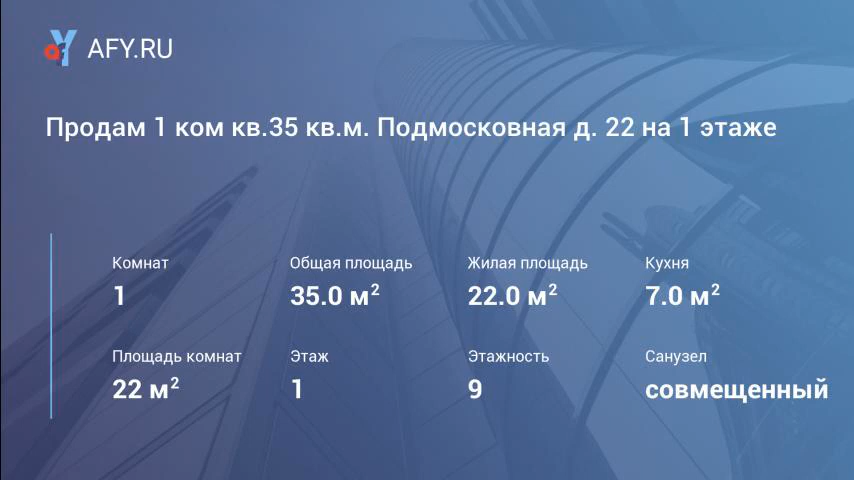 AFY.RU
Продам 1 ком кв.35 кв.м. Подмосковная д. 22 на 1 этаже
Комнат Общая площадь Жилая площадь Кухня
1 35.0 м² 22.0 м² 7.0 м²
Площадь комнат Этаж Этажность Санузел
22 м² 1 9 совмещенный